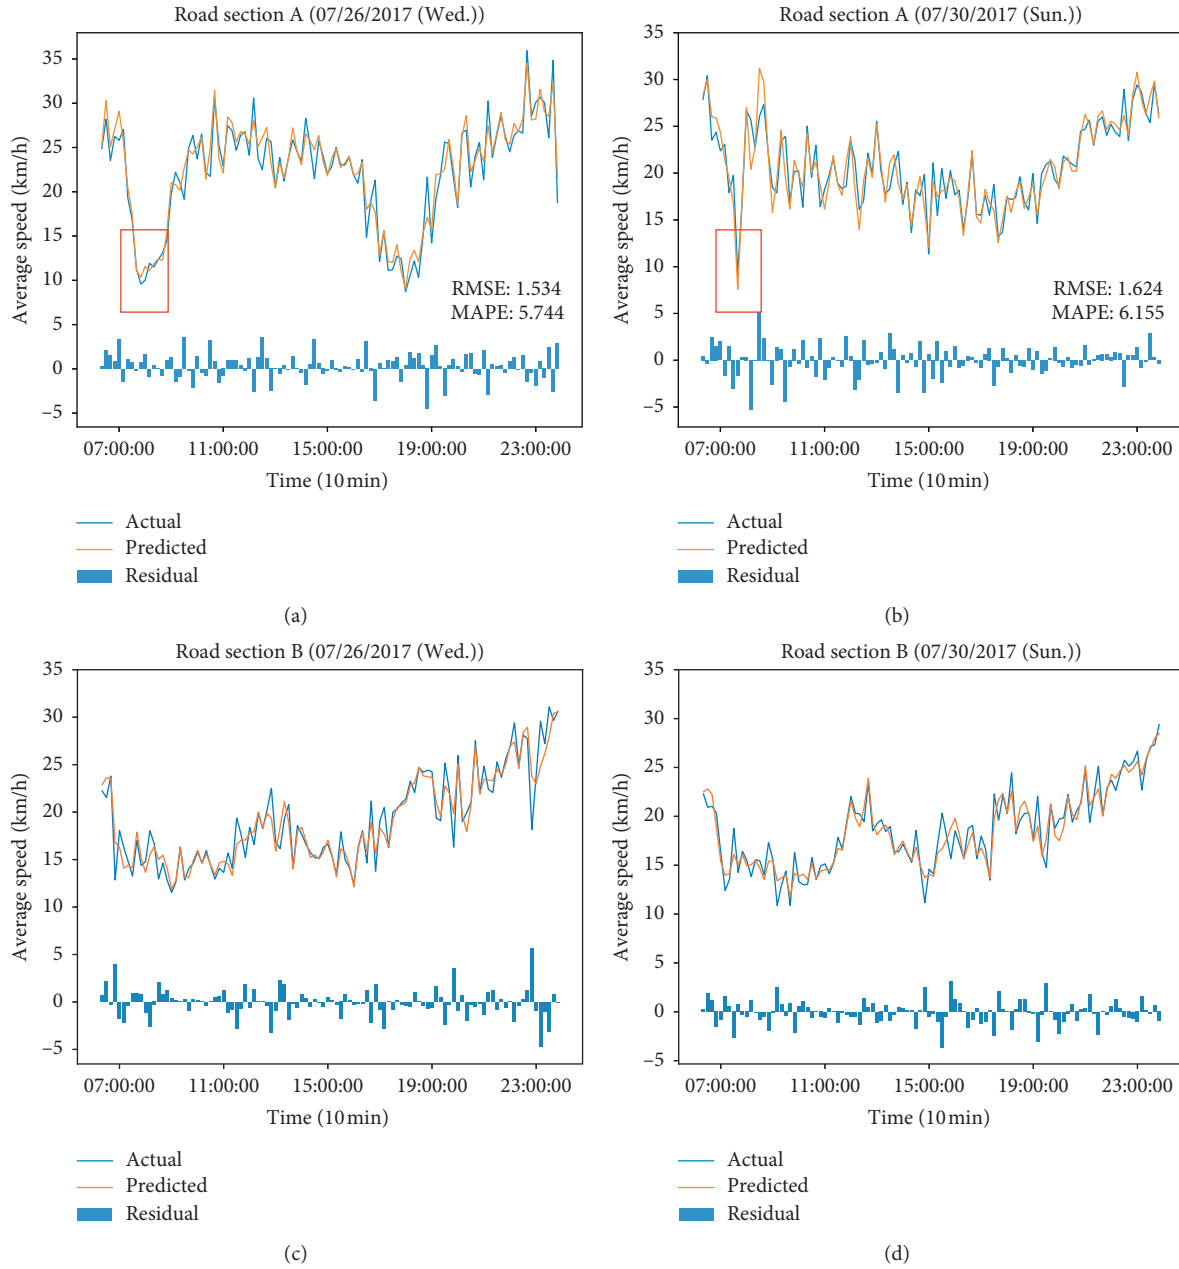 Road section A (07/26/2017 (Wed.))
35
30
25
20
15
10
5
0
−5
Average speed (km/h)
RMSE: 1.534
MAPE: 5.744
07:00:00 11:00:00 15:00:00 19:00:00 23:00:00
Time (10 min)
Actual
Predicted
Residual
(a)
Road section A (07/30/2017 (Sun.))
35
30
25
20
15
10
5
0
−5
Average speed (km/h)
RMSE: 1.624
MAPE: 6.155
07:00:00 11:00:00 15:00:00 19:00:00 23:00:00
Time (10 min)
Actual
Predicted
Residual
(b)
Road section B (07/26/2017 (Wed.))
35
30
25
20
15
10
5
0
−5
Average speed (km/h)
07:00:00 11:00:00 15:00:00 19:00:00 23:00:00
Time (10 min)
Actual
Predicted
Residual
(c)
Road section B (07/30/2017 (Sun.))
35
30
25
20
15
10
5
0
−5
Average speed (km/h)
07:00:00 11:00:00 15:00:00 19:00:00 23:00:00
Time (10 min)
Actual
Predicted
Residual
(d)